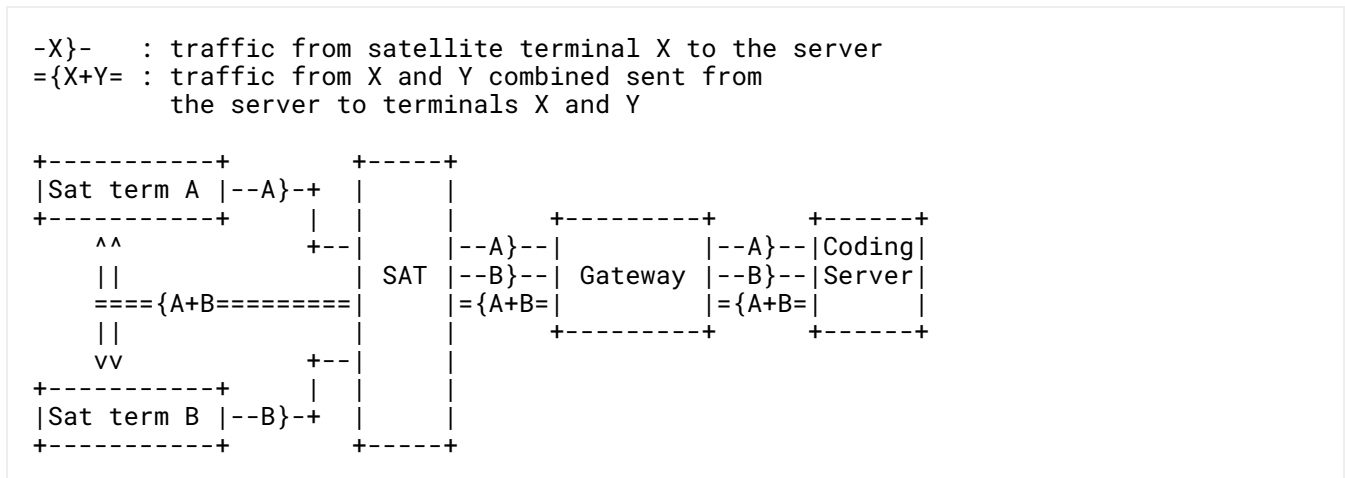 -X}-   : traffic from satellite terminal X to the server
={X+Y= : traffic from X and Y combined sent from
         the server to terminals X and Y

+-----------+        +-----+
|Sat term A |--A}-+  |     |
+-----------+     |  |     |      +---------+      +------+
    ^^            +--|     |--A}--|         |--A}--|Coding|
    ||               | SAT |--B}--| Gateway |--B}--|Server|
    ===={A+B=========|     |={A+B=|         |={A+B=|      |
    ||               |     |      +---------+      +------+
    vv            +--|     |
+-----------+     |  |     |
|Sat term B |--B}-+  |     |
+-----------+        +-----+